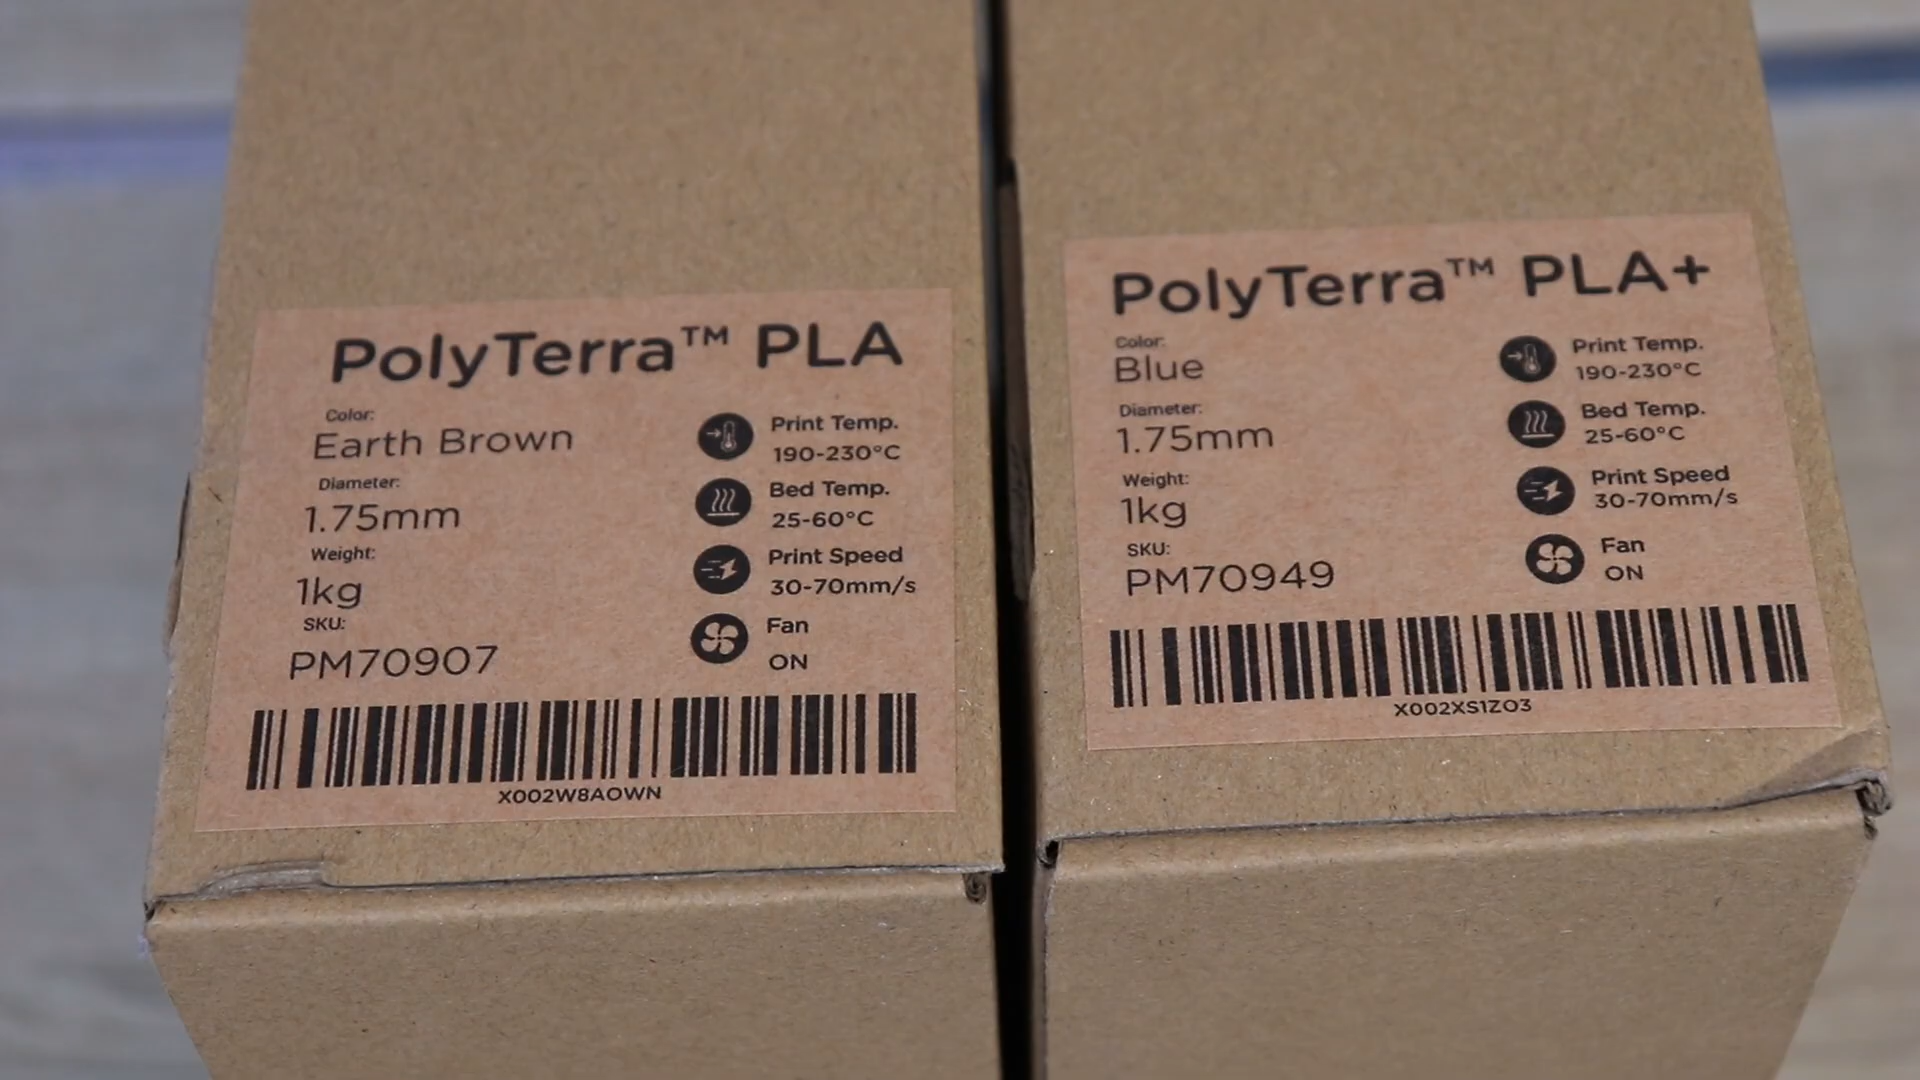 PolyTerra™ PLA
Color:
Earth Brown
Diameter:
1.75mm
Weight:
1kg
SKU:
PM70907
Print Temp.
190-230°C
Bed Temp.
25-60°C
Print Speed
30-70mm/s
Fan
ON
X002W8AOWN
PolyTerra™ PLA+
Color:
Blue
Diameter:
1.75mm
Weight:
1kg
SKU:
PM70949
Print Temp.
190-230°C
Bed Temp.
25-60°C
Print Speed
30-70mm/s
Fan
ON
X002XS1ZO3